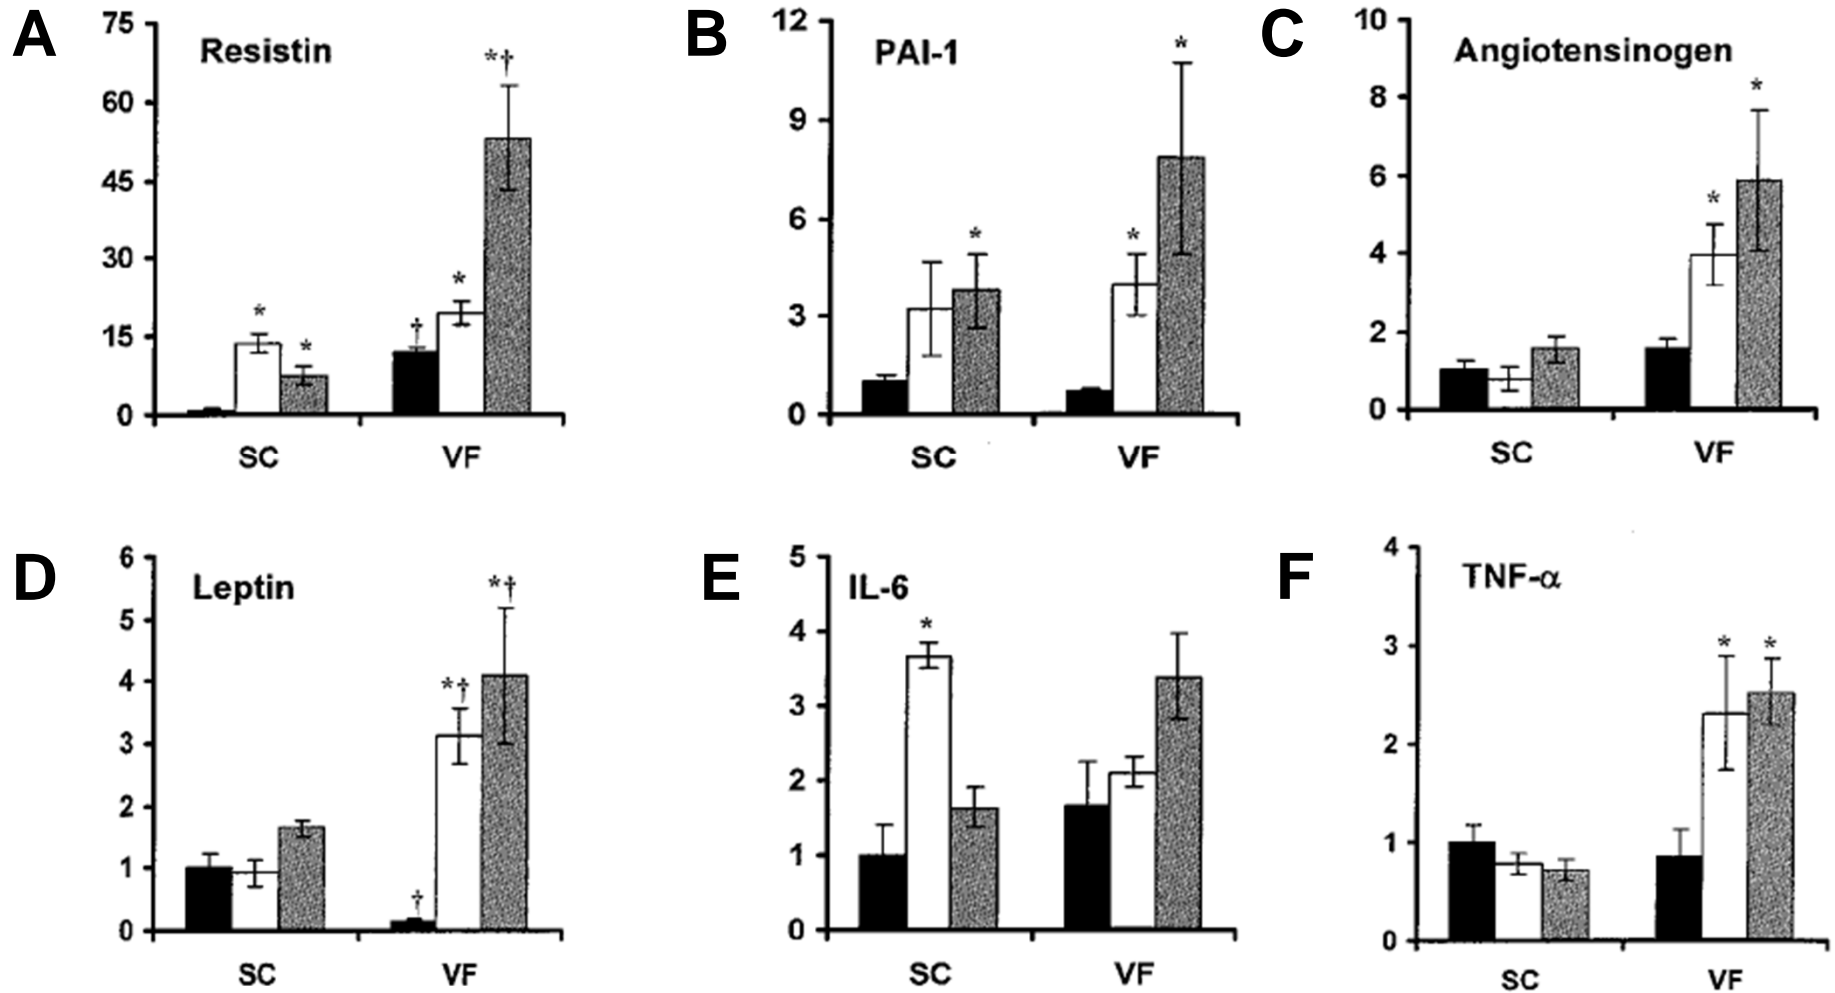 A
Resistin
75
60
45
30
15
0
*
*
†
*
*†
SC VF
B
PAI-1
12
9
6
3
0
*
*
*
SC VF
C
Angiotensinogen
10
8
6
4
2
0
*
*
SC VF
D
Leptin
6
5
4
3
2
1
0
†
*†
*†
SC VF
E
IL-6
5
4
3
2
1
0
*
SC VF
F
TNF-α
4
3
2
1
0
*
*
SC VF